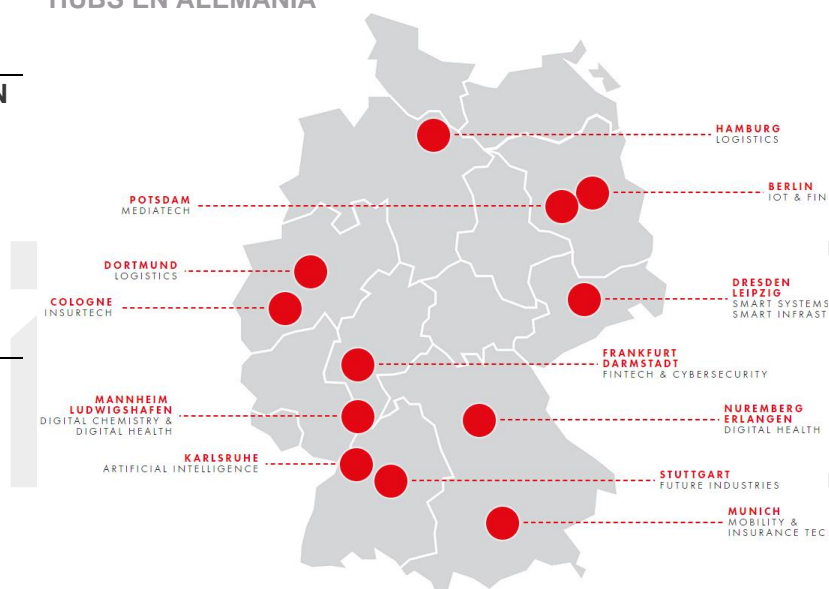 HUBS EN ALEMANIA
N
HAMBURG
LOGISTICS
BERLIN
IOT & FIN
POTSDAM
MEDIATECH
DORTMUND
LOGISTICS
COLOGNE
INSURTECH
DRESDEN
LEIPZIG
SMART SYSTEMS
SMART INFRAST
FRANKFURT
DARMSTADT
FINTECH & CYBERSECURITY
MANNHEIM
LUDWIGSHAFEN
DIGITAL CHEMISTRY &
DIGITAL HEALTH
NUREMBERG
ERLANGEN
DIGITAL HEALTH
KARLSRUHE
ARTIFICIAL INTELLIGENCE
STUTTGART
FUTURE INDUSTRIES
MUNICH
MOBILITY &
INSURANCE TEC